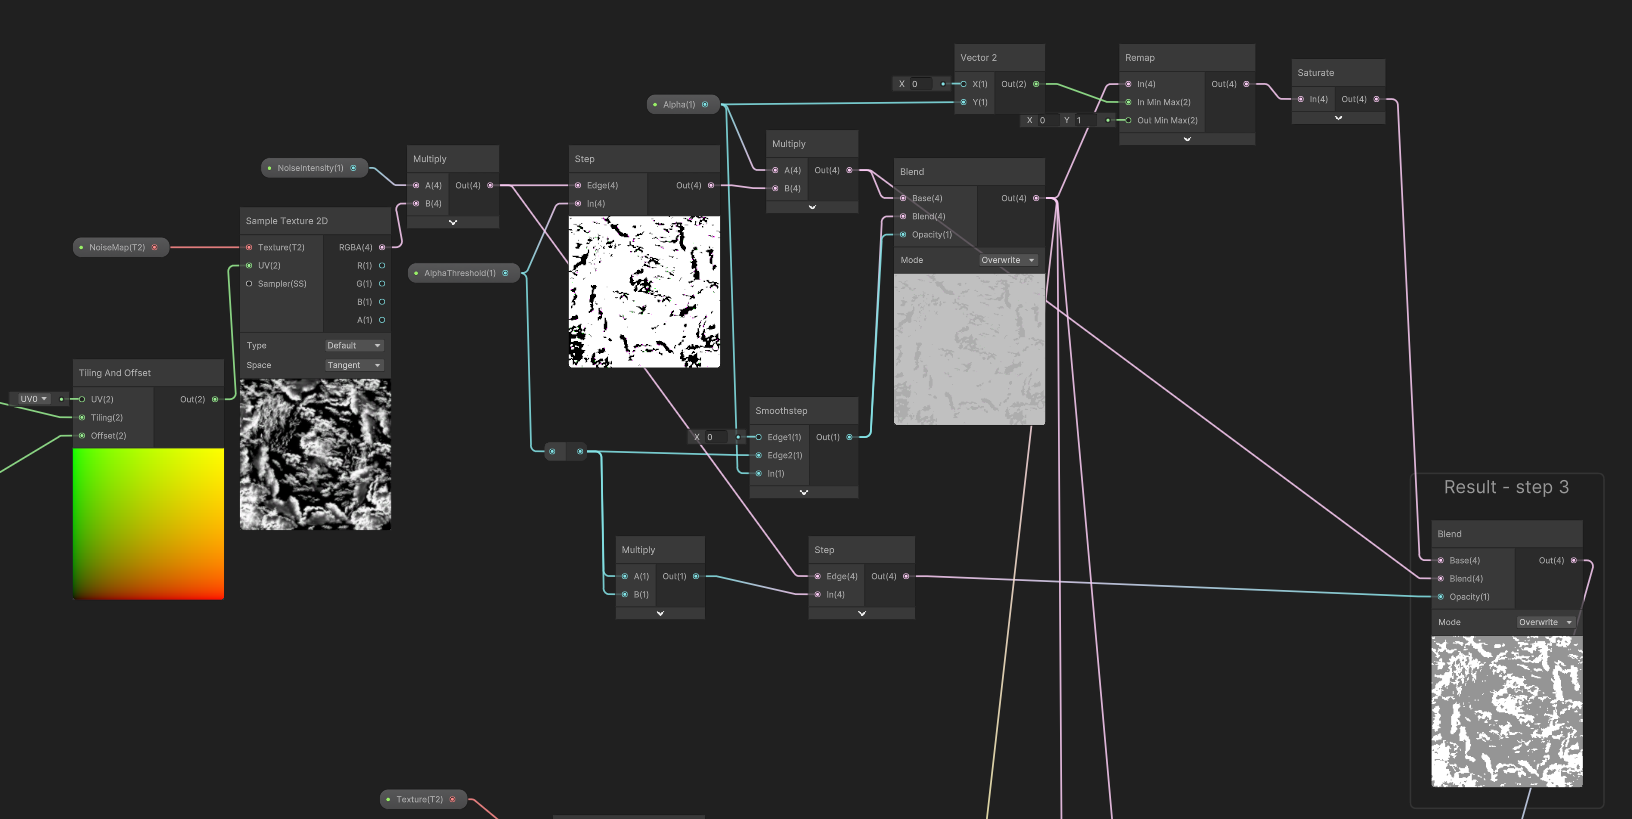 Vector 2
X 0
X(1) Out(2)
Y(1)
Remap
In(4) Out(4)
In Min Max(2)
X 0 Y 1
Out Min Max(2)
Saturate
In(4) Out(4)
Alpha(1)
Multiply
A(4) Out(4)
B(4)
NoiseIntensity(1)
Multiply
A(4) Out(4)
B(4)
Step
Edge(4) Out(4)
In(4)
Blend
Base(4) Out(4)
Blend(4)
Opacity(1)
Mode Overwrite
Sample Texture 2D
NoiseMap(T2)
Texture(T2) RGBA(4)
UV(2) R(1)
Sampler(SS) G(1)
B(1)
A(1)
Type Default
Space Tangent
AlphaThreshold(1)
Tiling And Offset
UV0
UV(2) Out(2)
Tiling(2)
Offset(2)
Smoothstep
X 0
Edge1(1) Out(1)
Edge2(1)
In(1)
Multiply
A(1) Out(1)
B(1)
Step
Edge(4) Out(4)
In(4)
Result - step 3
Blend
Base(4) Out(4)
Blend(4)
Opacity(1)
Mode Overwrite
Texture(T2)